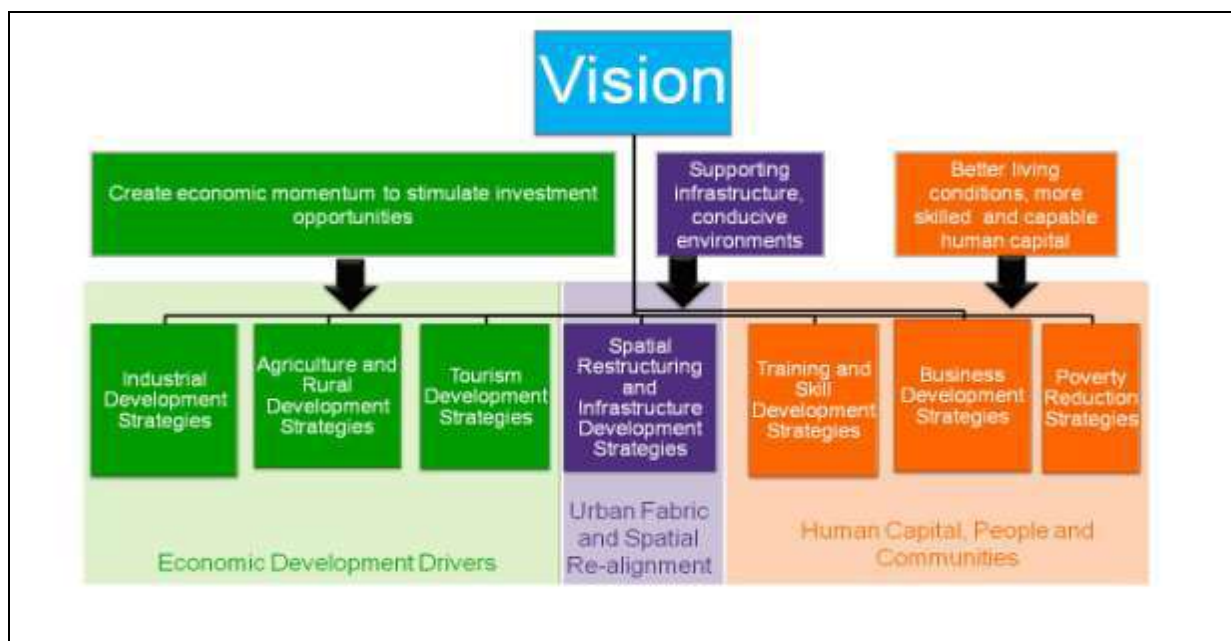 Vision
Create economic momentum to stimulate investment
opportunities
Supporting
infrastructure,
conducive
environments
Better living
conditions, more
skilled and capable
human capital
Industrial
Development
Strategies
Agriculture and
Rural
Development
Strategies
Tourism
Development
Strategies
Spatial
Restructuring
and
Infrastructure
Development
Strategies
Training and
Skill
Development
Strategies
Business
Development
Strategies
Poverty
Reduction
Strategies
Economic Development Drivers
Urban Fabric
and Spatial
Re-alignment
Human Capital, People and
Communities